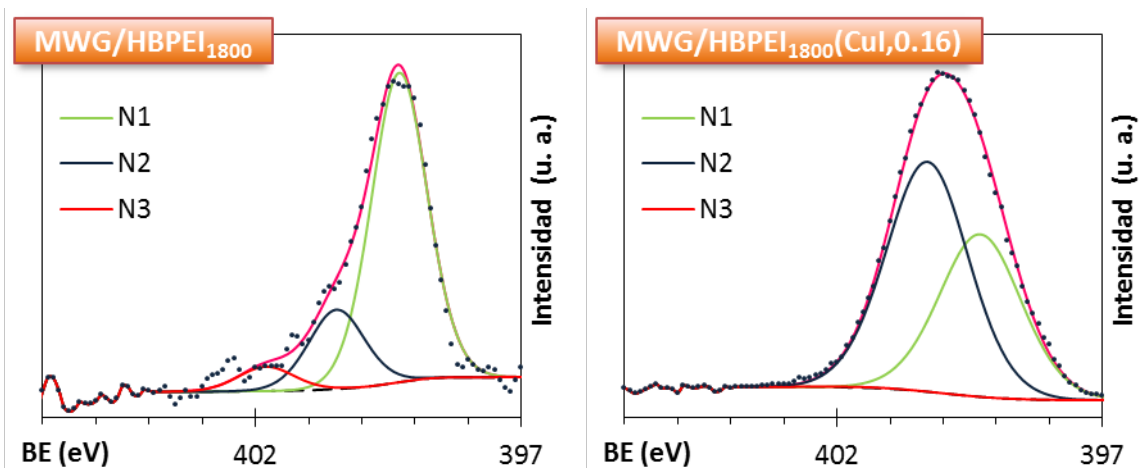 MWG/HBPEI₁₈₀₀
N1
N2
N3
Intensidad (u. a.)
BE (eV)
402
397
MWG/HBPEI₁₈₀₀(CuI,0.16)
N1
N2
N3
Intensidad (u. a.)
BE (eV)
402
397